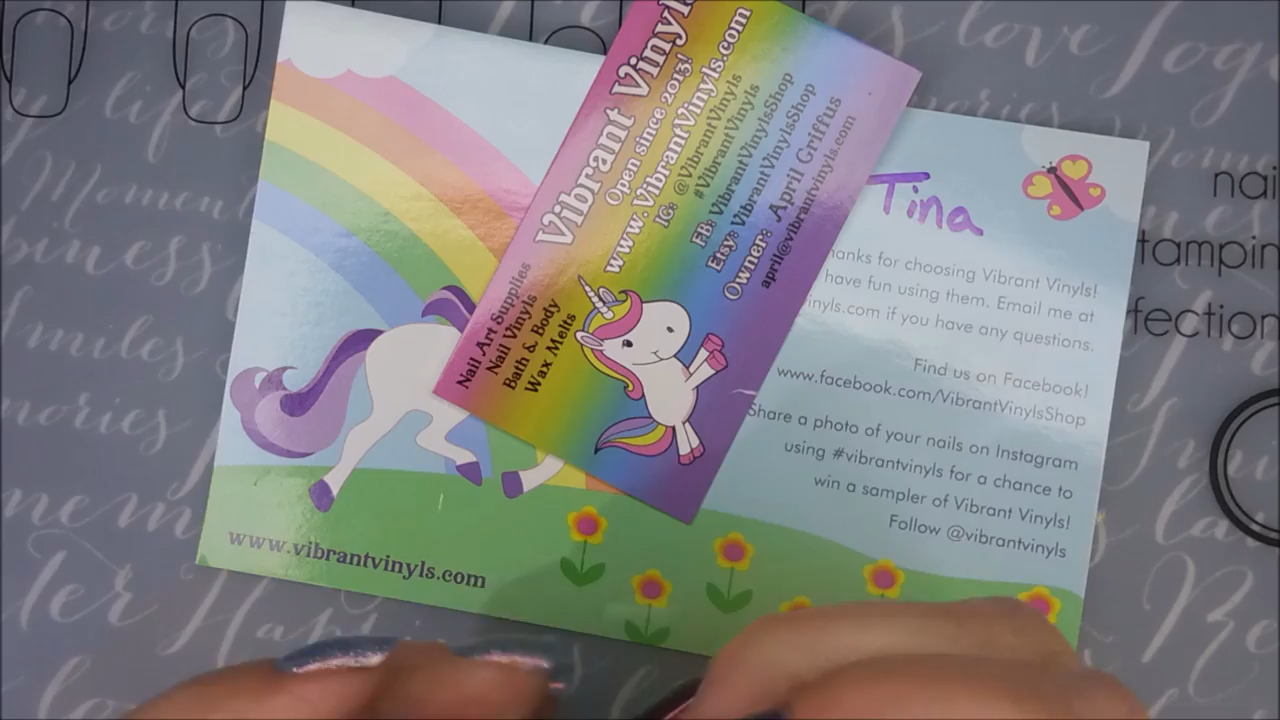 Vibrant Vinyls
Open since 2013!
www.VibrantVinyls.com
IG: @VibrantVinyls
#VibrantVinyls
FB: VibrantVinylsShop
Etsy: VibrantVinylsShop
Owner: April Griffus
april@vibrantvinyls.com
Nail Art Supplies
Nail Vinyls
Bath & Body
Wax Melts
Tina
for choosing Vibrant Vinyls!
have fun using them. Email me at
if you have any questions.
Find us on Facebook!
www.facebook.com/VibrantVinylsShop
Share a photo of your nails on Instagram
using #vibrantvinyls for a chance to
win a sampler of Vibrant Vinyls!
Follow @vibrantvinyls
www.vibrantvinyls.com
nai
tampin
fection
love
Moment
smiles